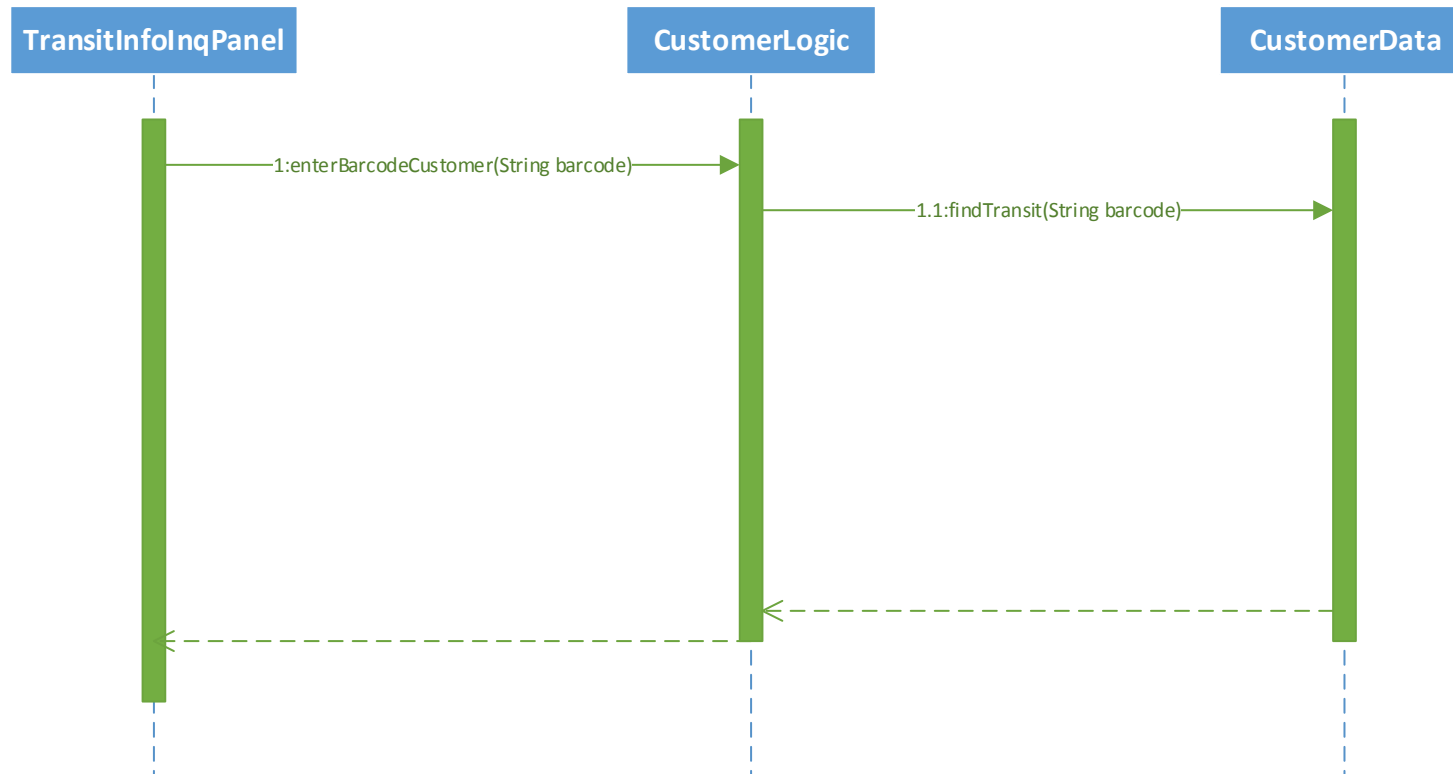 TransitInfoInqPanel
CustomerLogic
CustomerData
1:enterBarcodeCustomer(String barcode)
1.1:findTransit(String barcode)